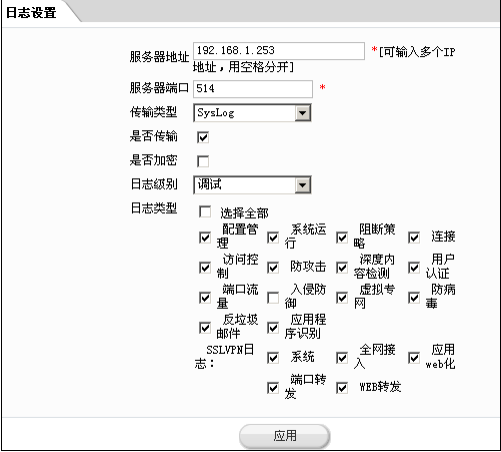 日志设置
服务器地址 192.168.1.253 *[可输入多个IP
地址，用空格分开]
服务器端口 514 *
传输类型 SysLog
是否传输
是否加密
日志级别 调试
日志类型 选择全部
配置管 系统运 阻断策 连接
理 行 略
访问控 防攻击 深度内 用户
制 容检测 认证
端口流 入侵防 虚拟专 防病
量 御 网 毒
反垃圾 应用程
邮件 序识别
SSLVPN日 系统 全网接 应用
志： 入 web化
端口转 WEB转发
发
应用